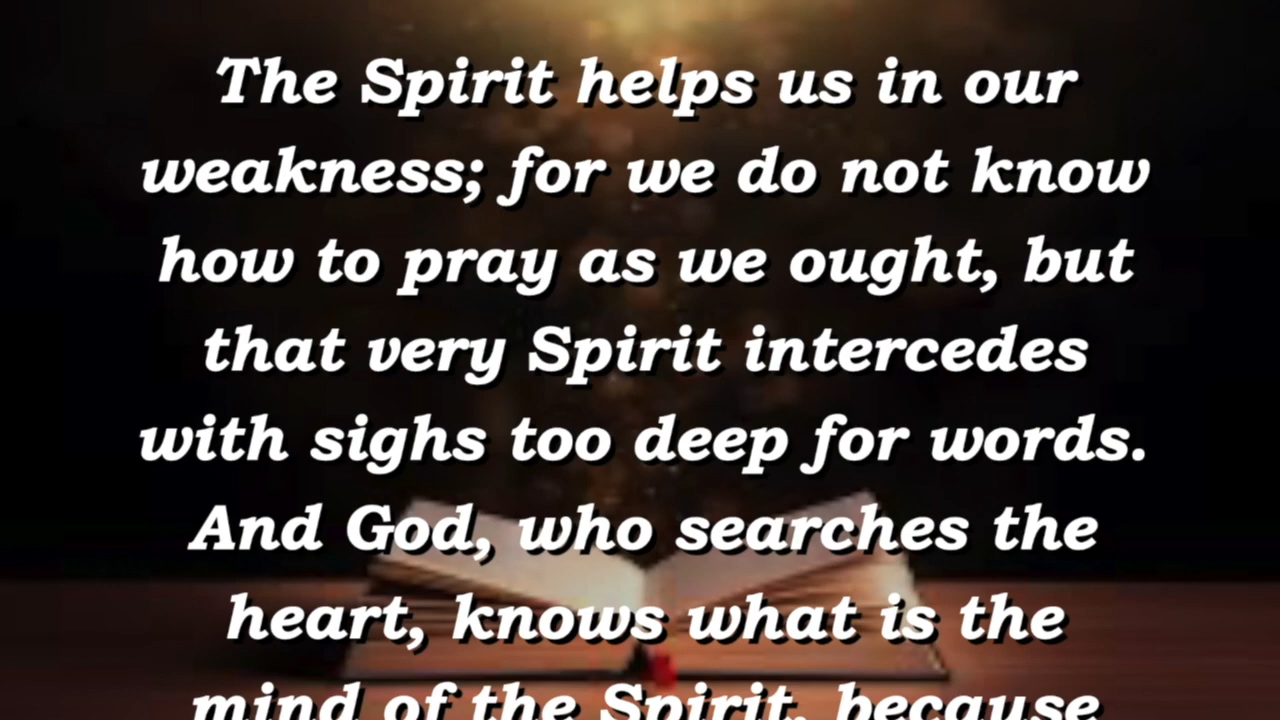 The Spirit helps us in our
weakness; for we do not know
how to pray as we ought, but
that very Spirit intercedes
with sighs too deep for words.
And God, who searches the
heart, knows what is the
mind of the Spirit, because